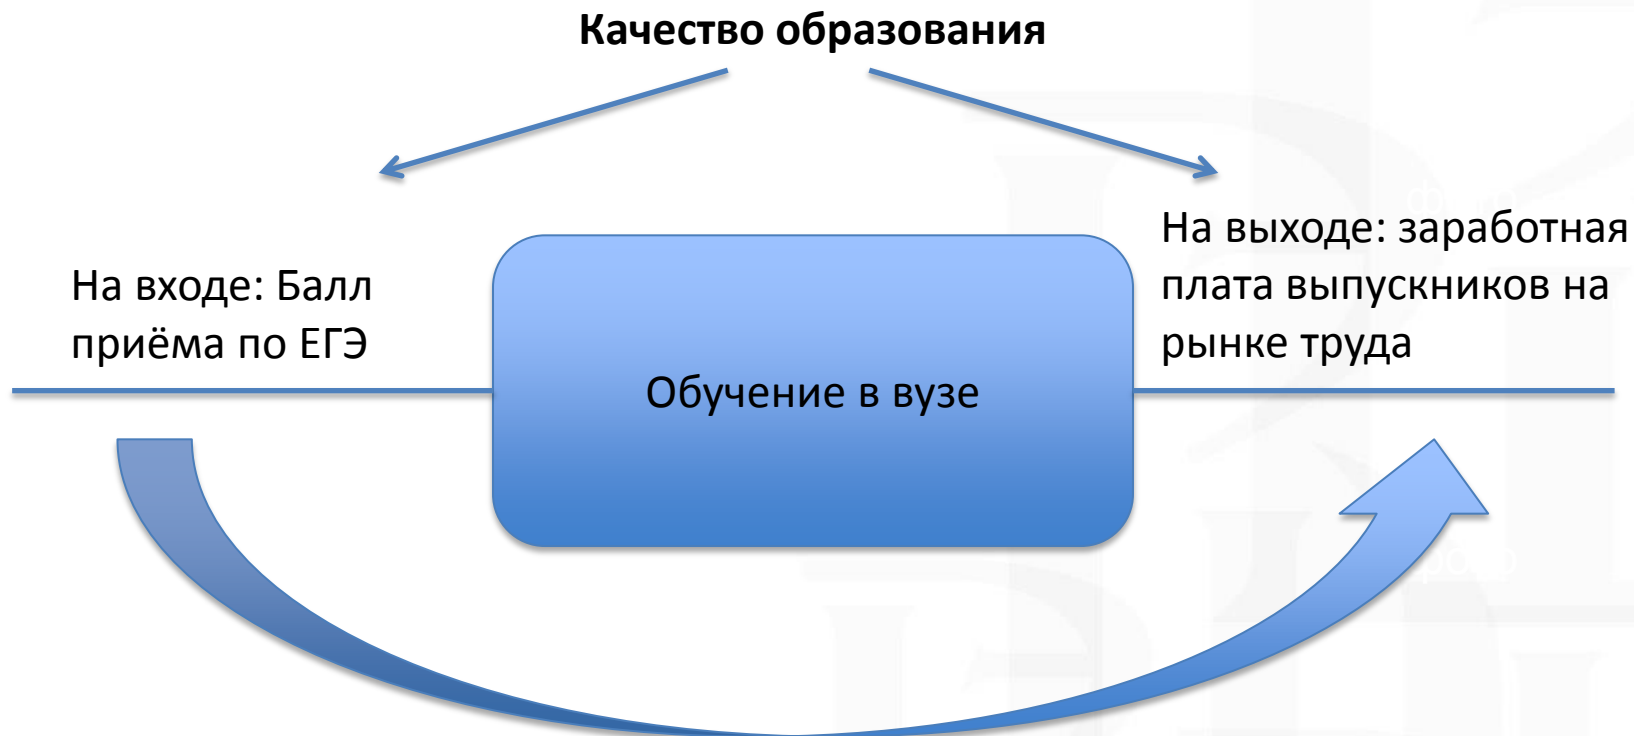 Качество образования
На входе: Балл
приёма по ЕГЭ
Обучение в вузе
На выходе: заработная
плата выпускников на
рынке труда